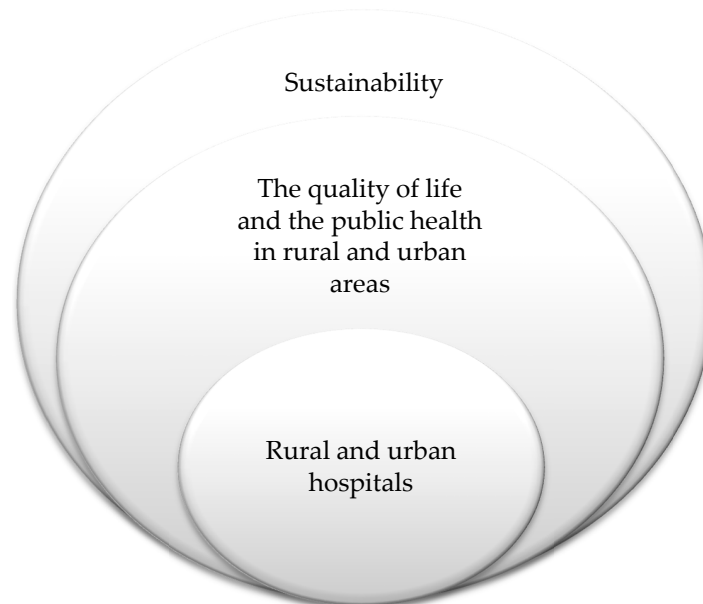 Sustainability
The quality of life
and the public health
in rural and urban
areas
Rural and urban
hospitals